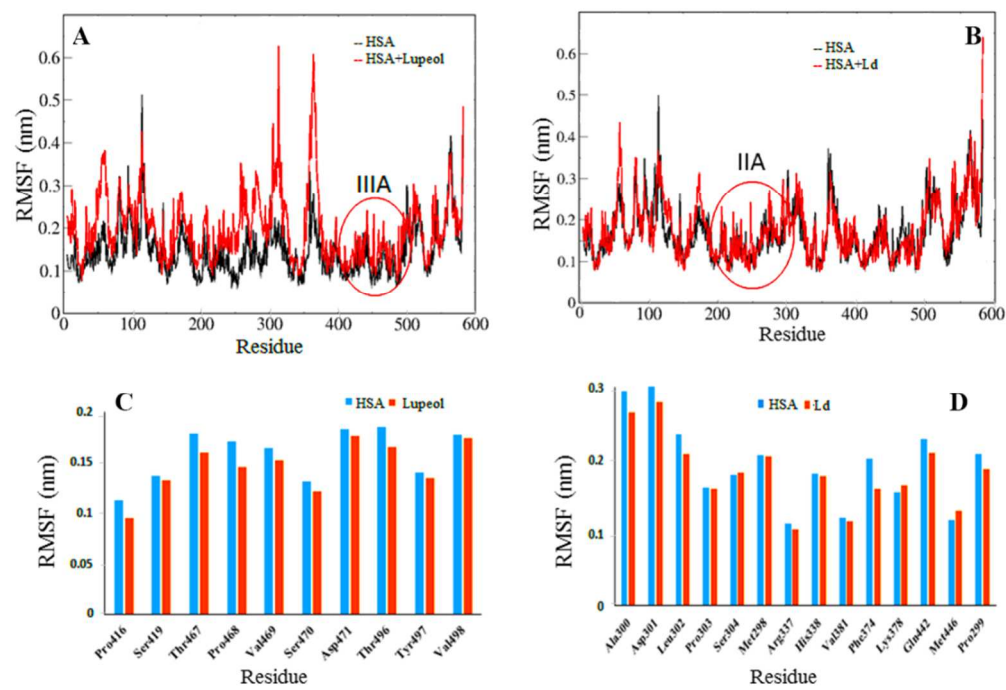 A
HSA
HSA+Lupeol
0.6
0.5
0.4
0.3
0.2
0.1
0
RMSF (nm)
IIIA
0 100 200 300 400 500 600
Residue
B
HSA
HSA+Ld
0.6
0.5
0.4
0.3
0.2
0.1
0
RMSF (nm)
IIA
0 100 200 300 400 500 600
Residue
C
HSA Lupeol
0.2
0.15
0.1
0.05
0
RMSF (nm)
Pro416 Ser419 Thr467 Pro468 Val469 Ser470 Asp471 Thr496 Tyr497 Val498
Residue
D
HSA Ld
0.3
0.2
0.1
0
RMSF (nm)
Ala300 Asp301 Leu302 Pro303 Ser304 Met298 Arg337 His338 Val381 Phe374 Lyx378 Gln442 Met446 Pro299
Residue